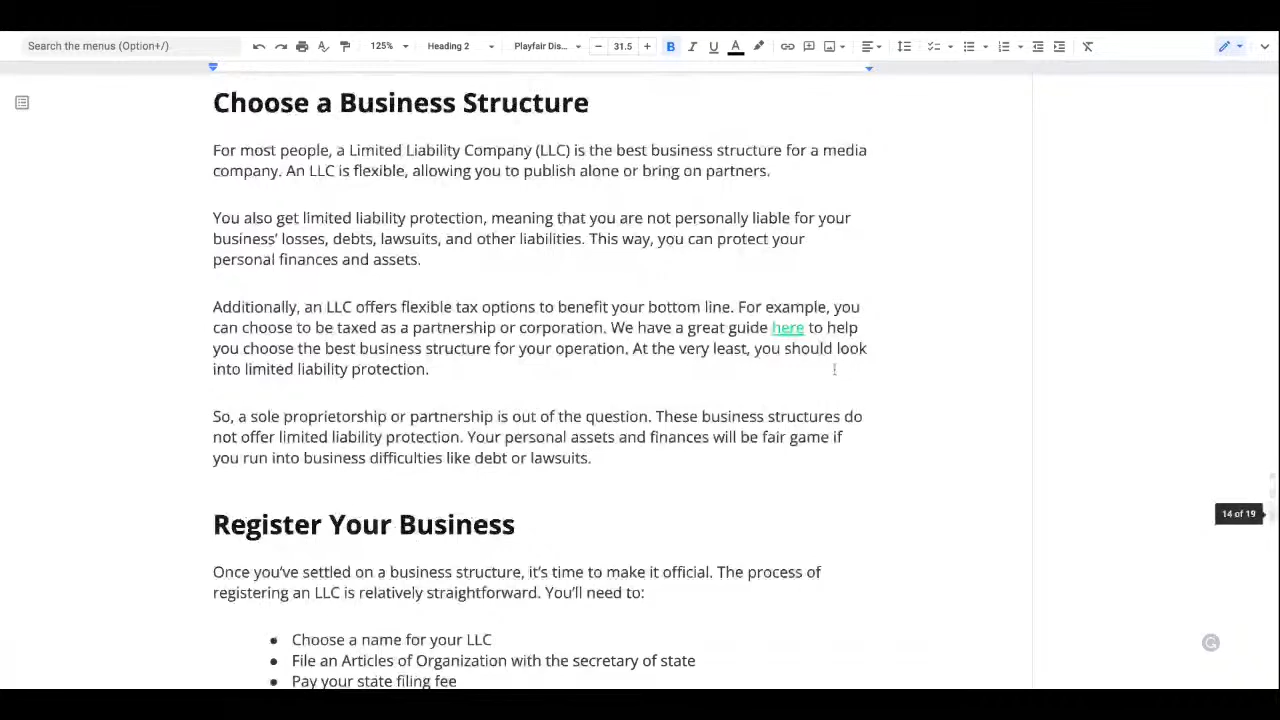 Search the menus (Option+/)
125%
Heading 2
Playfair Dis...
31.5
B
I
U
A
Choose a Business Structure
For most people, a Limited Liability Company (LLC) is the best business structure for a media
company. An LLC is flexible, allowing you to publish alone or bring on partners.
You also get limited liability protection, meaning that you are not personally liable for your
business’ losses, debts, lawsuits, and other liabilities. This way, you can protect your
personal finances and assets.
Additionally, an LLC offers flexible tax options to benefit your bottom line. For example, you
can choose to be taxed as a partnership or corporation. We have a great guide here to help
you choose the best business structure for your operation. At the very least, you should look
into limited liability protection.
So, a sole proprietorship or partnership is out of the question. These business structures do
not offer limited liability protection. Your personal assets and finances will be fair game if
you run into business difficulties like debt or lawsuits.
14 of 19
Register Your Business
Once you’ve settled on a business structure, it’s time to make it official. The process of
registering an LLC is relatively straightforward. You’ll need to:
● Choose a name for your LLC
● File an Articles of Organization with the secretary of state
● Pay your state filing fee